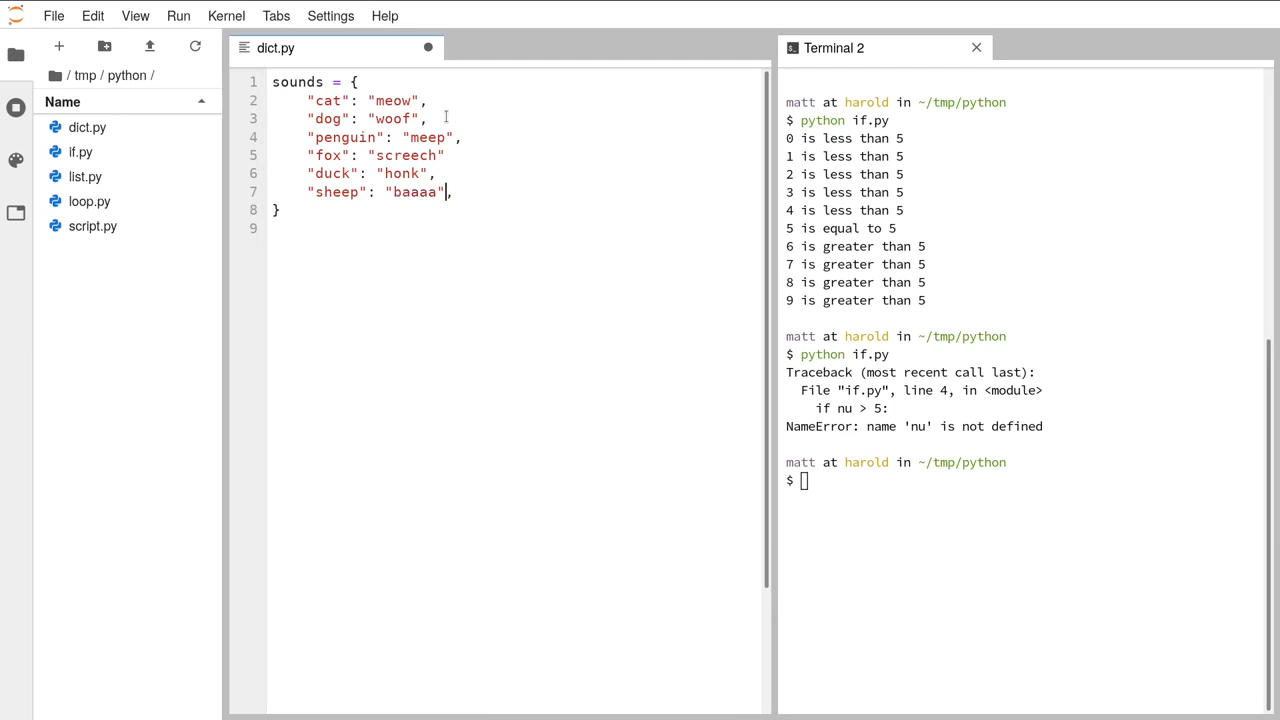 File Edit View Run Kernel Tabs Settings Help
/ tmp / python /
Name
dict.py
if.py
list.py
loop.py
script.py
dict.py
1 sounds = {
2 "cat": "meow",
3 "dog": "woof",
4 "penguin": "meep",
5 "fox": "screech"
6 "duck": "honk",
7 "sheep": "baaaa",
8 }
9
Terminal 2
matt at harold in ~/tmp/python
$ python if.py
0 is less than 5
1 is less than 5
2 is less than 5
3 is less than 5
4 is less than 5
5 is equal to 5
6 is greater than 5
7 is greater than 5
8 is greater than 5
9 is greater than 5
matt at harold in ~/tmp/python
$ python if.py
Traceback (most recent call last):
File "if.py", line 4, in <module>
if nu > 5:
NameError: name 'nu' is not defined
matt at harold in ~/tmp/python
$